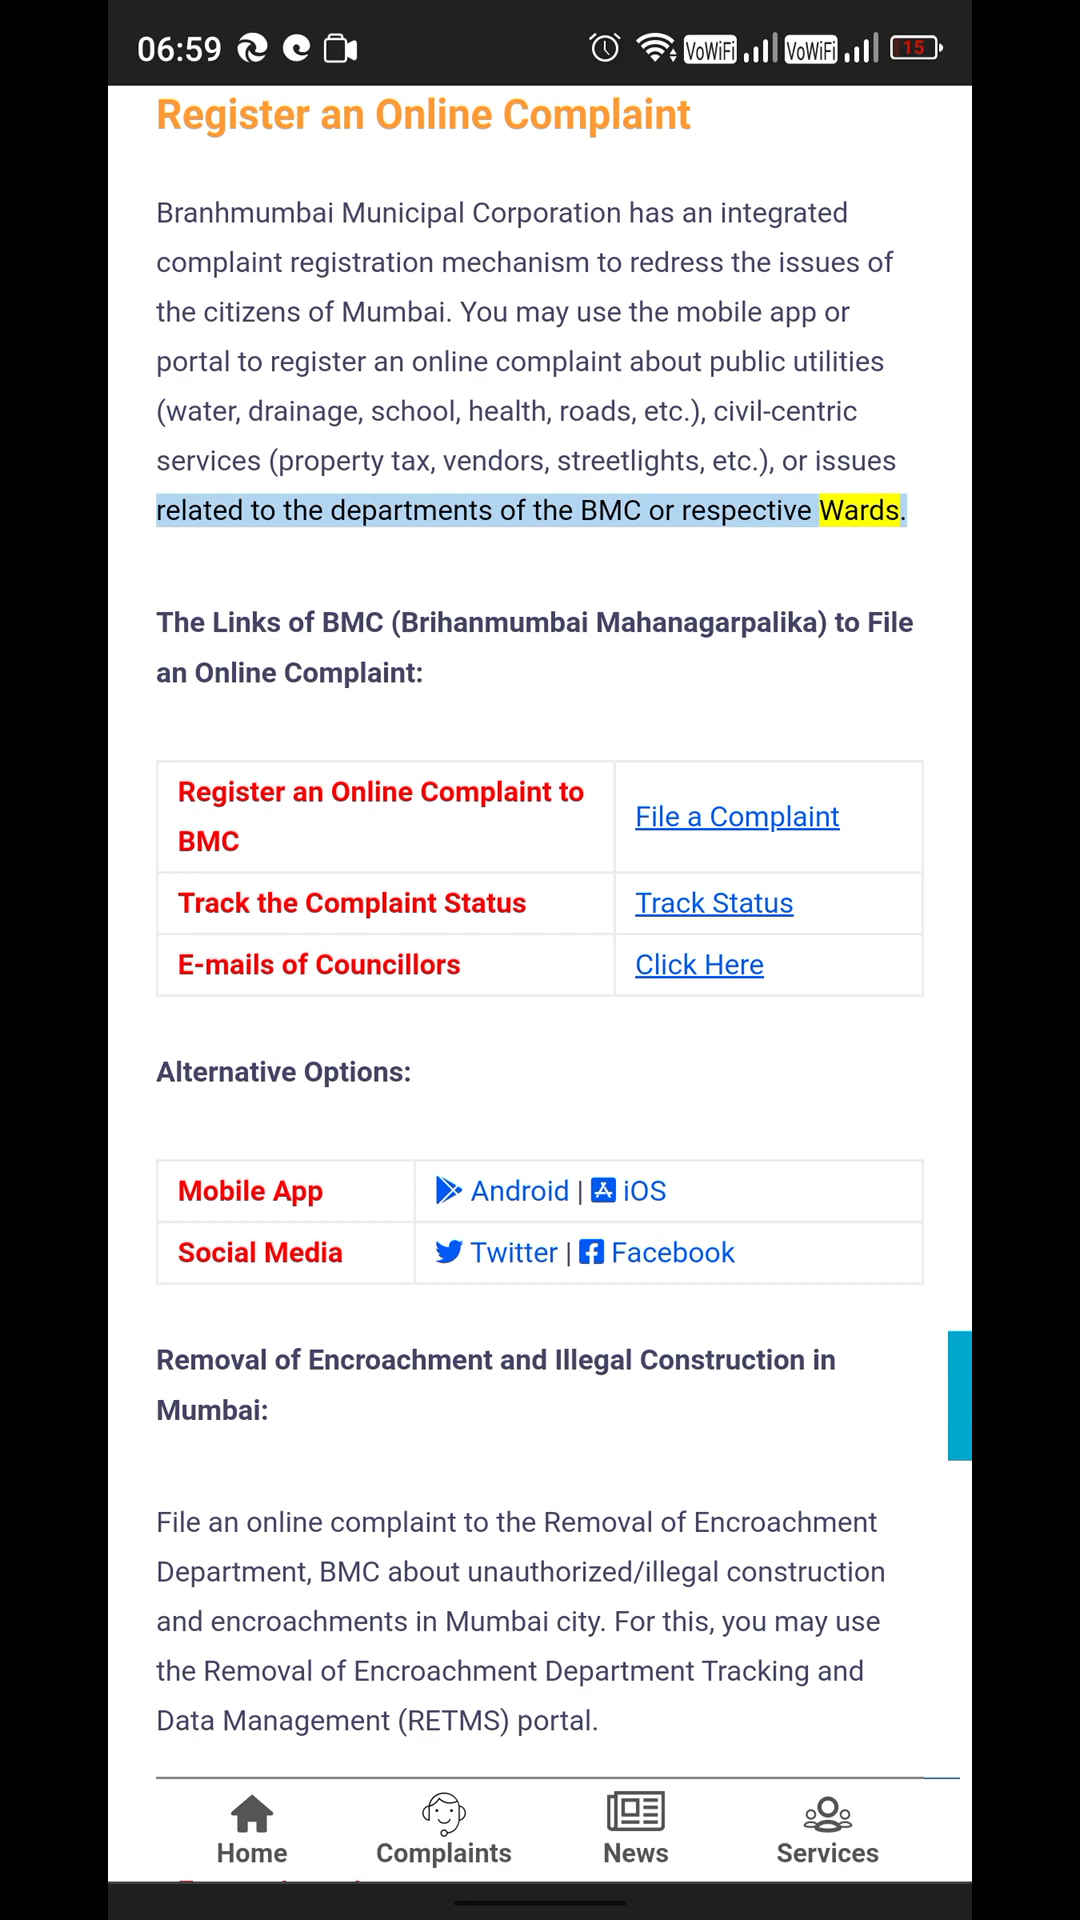 06:59 VoWiFi VoWiFi 15
Register an Online Complaint
Branhmumbai Municipal Corporation has an integrated
complaint registration mechanism to redress the issues of
the citizens of Mumbai. You may use the mobile app or
portal to register an online complaint about public utilities
(water, drainage, school, health, roads, etc.), civil-centric
services (property tax, vendors, streetlights, etc.), or issues
related to the departments of the BMC or respective Wards.
The Links of BMC (Brihanmumbai Mahanagarpalika) to File
an Online Complaint:
Register an Online Complaint to
BMC
File a Complaint
Track the Complaint Status Track Status
E-mails of Councillors Click Here
Alternative Options:
Mobile App Android | iOS
Social Media Twitter | Facebook
Removal of Encroachment and Illegal Construction in
Mumbai:
File an online complaint to the Removal of Encroachment
Department, BMC about unauthorized/illegal construction
and encroachments in Mumbai city. For this, you may use
the Removal of Encroachment Department Tracking and
Data Management (RETMS) portal.
Home Complaints News Services